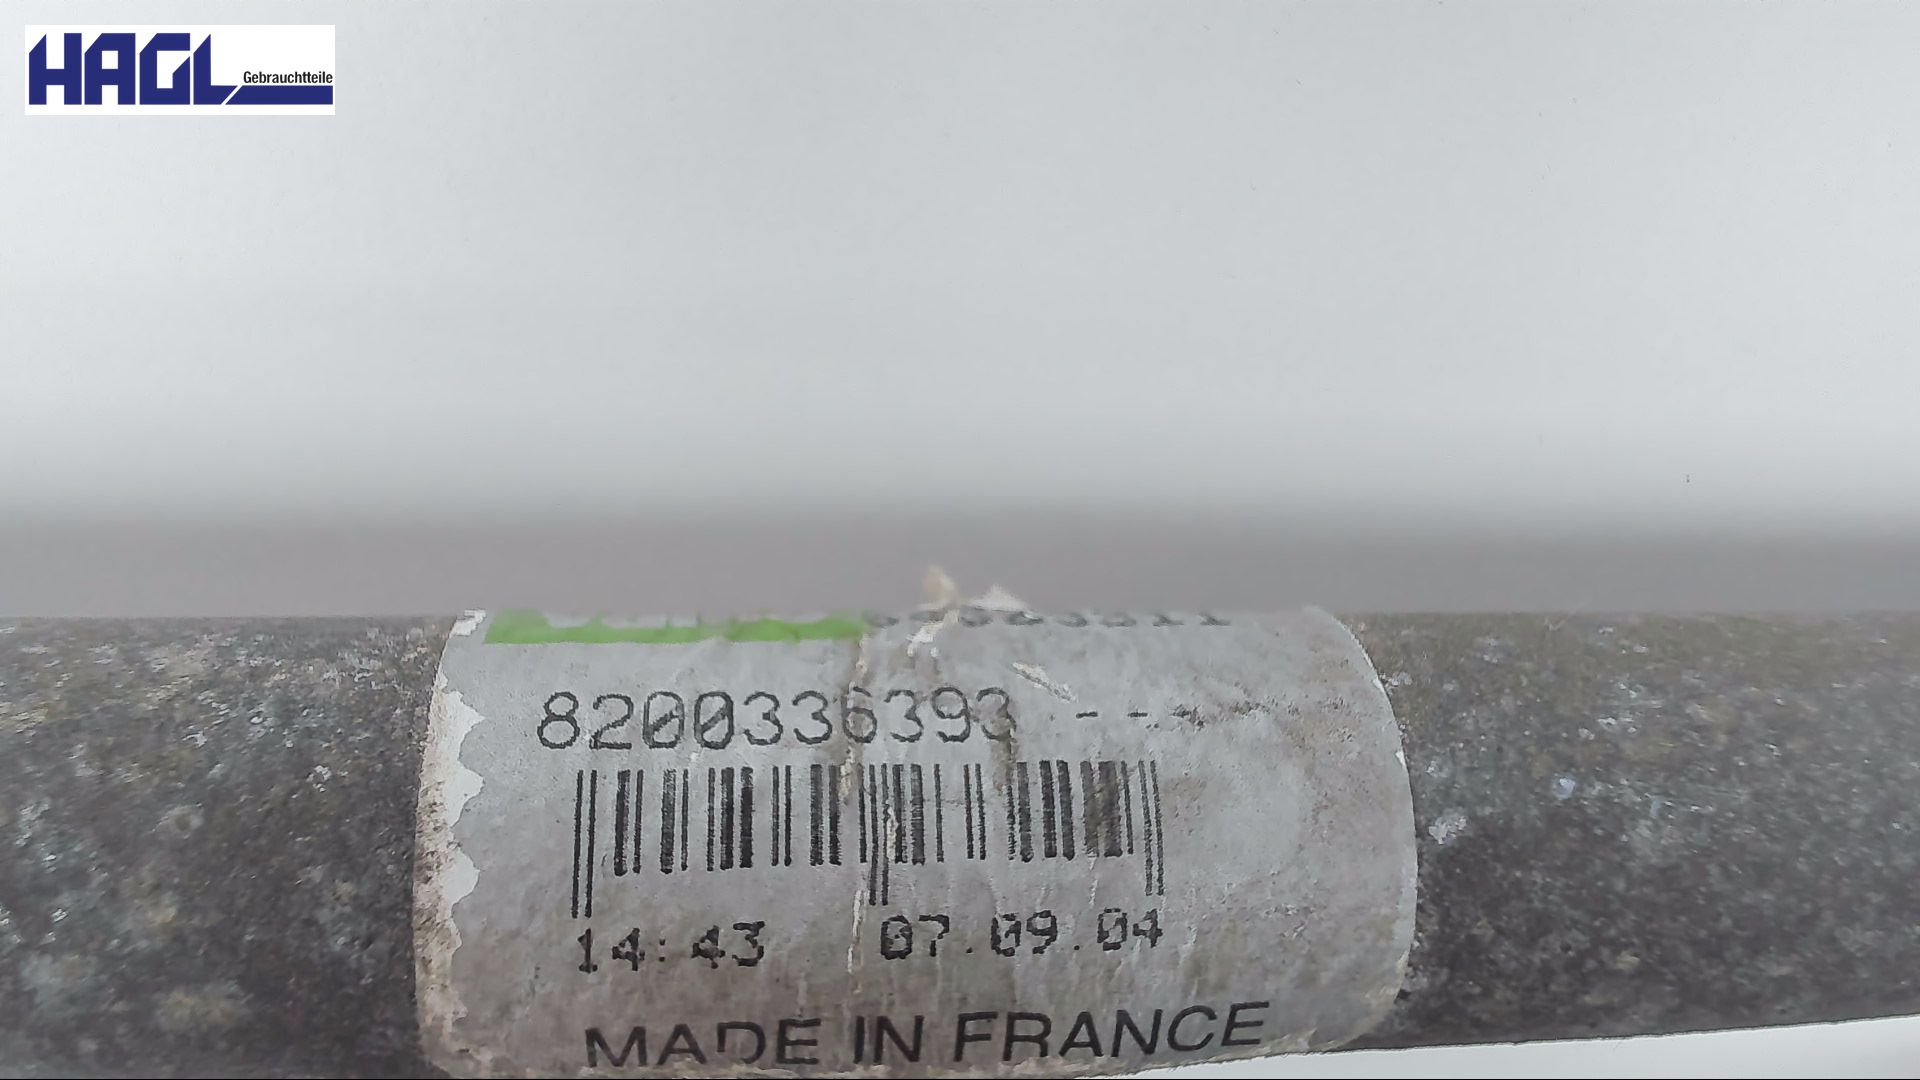 HAGL
Gebrauchtteile
8200336393 ---
14:43 07.09.04
MADE IN FRANCE